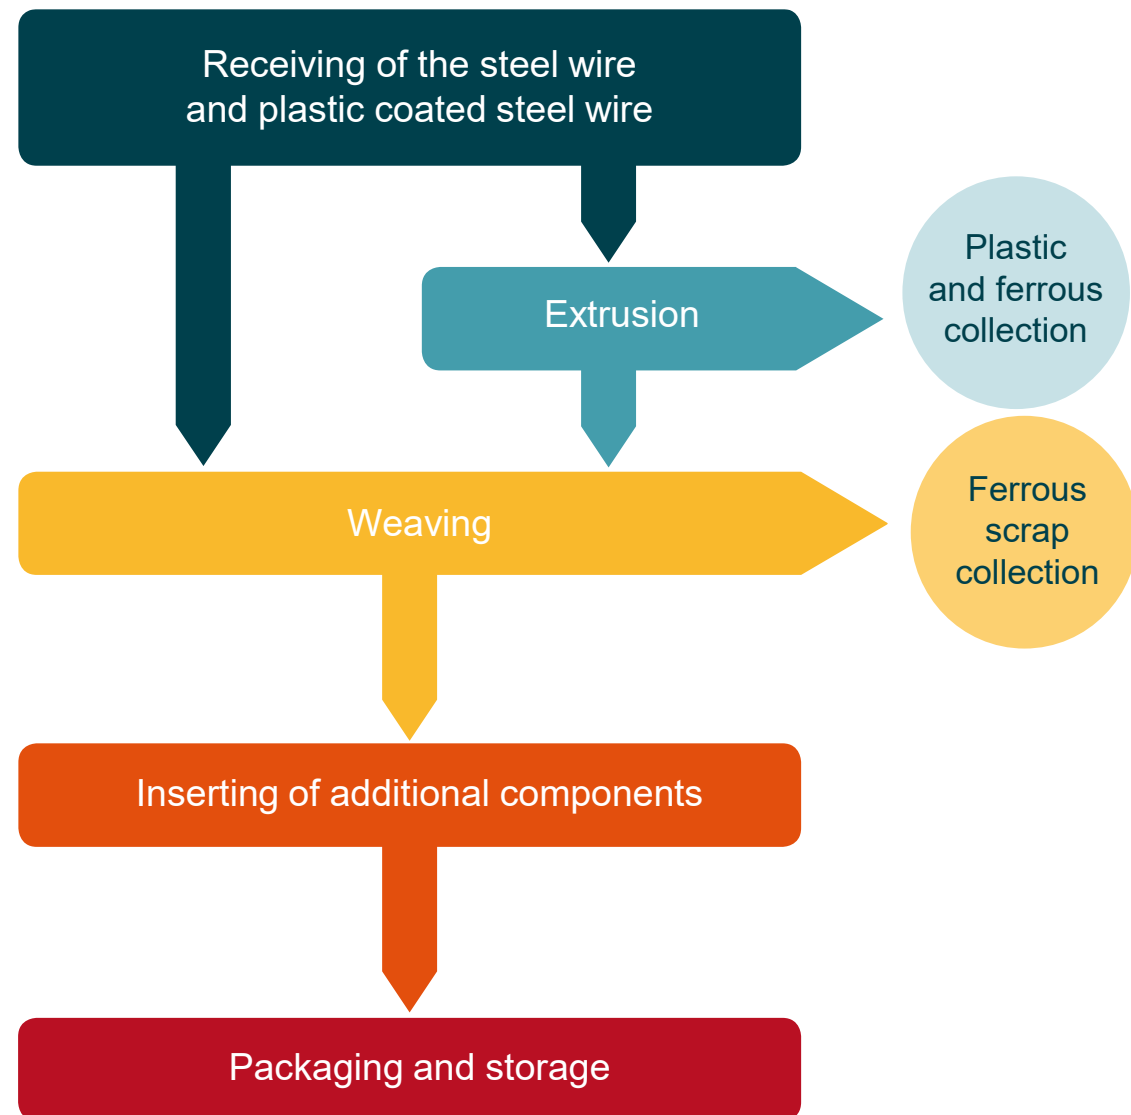 Receiving of the steel wire
and plastic coated steel wire
Plastic
and ferrous
collection
Extrusion
Ferrous
scrap
collection
Weaving
Inserting of additional components
Packaging and storage